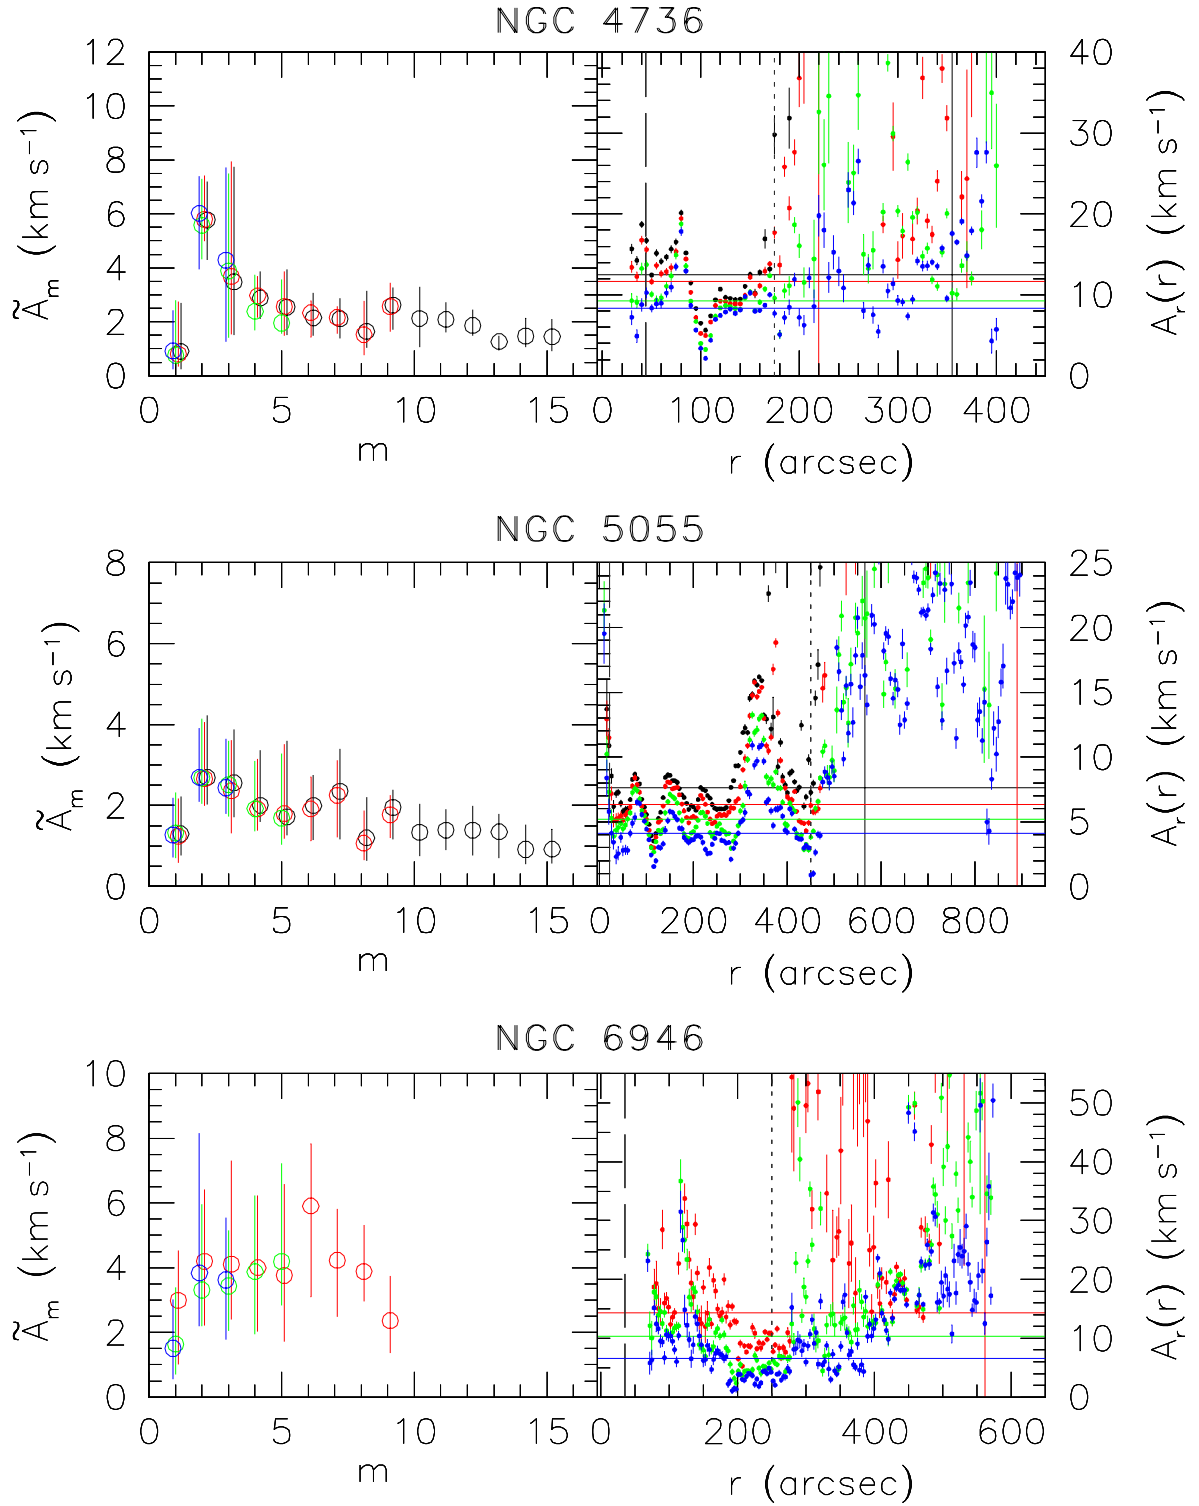 NGC 4736
12
10
8
6
4
2
0
Ã_m (km s⁻¹)
0 5 10 15
m
40
30
20
10
0
A_r(r) (km s⁻¹)
0 100 200 300 400
r (arcsec)
NGC 5055
8
6
4
2
0
Ã_m (km s⁻¹)
0 5 10 15
m
25
20
15
10
5
0
A_r(r) (km s⁻¹)
0 200 400 600 800
r (arcsec)
NGC 6946
10
8
6
4
2
0
Ã_m (km s⁻¹)
0 5 10 15
m
50
40
30
20
10
0
A_r(r) (km s⁻¹)
0 200 400 600
r (arcsec)